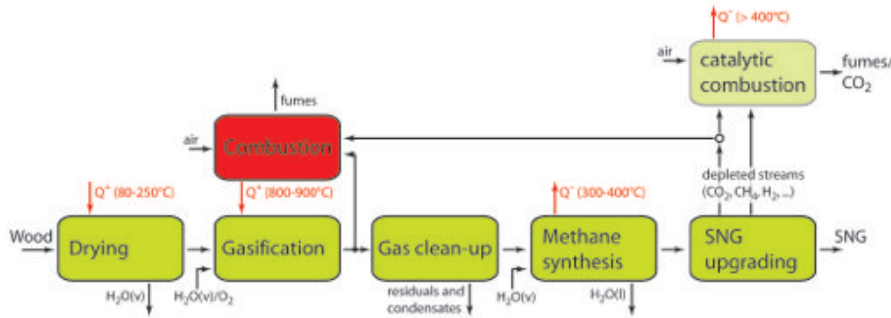 Q⁻ (> 400°C)
air
catalytic
combustion
fumes/
CO₂
fumes
air
Combustion
depleted streams
(CO₂, CH₄, H₂, ...)
Q⁺ (80-250°C)
Q⁺ (800-900°C)
Q⁻ (300-400°C)
Wood
Drying
Gasification
Gas clean-up
Methane
synthesis
SNG
upgrading
SNG
H₂O(v)
H₂O(v)/O₂
residuals and
condensates
H₂O(v)
H₂O(l)